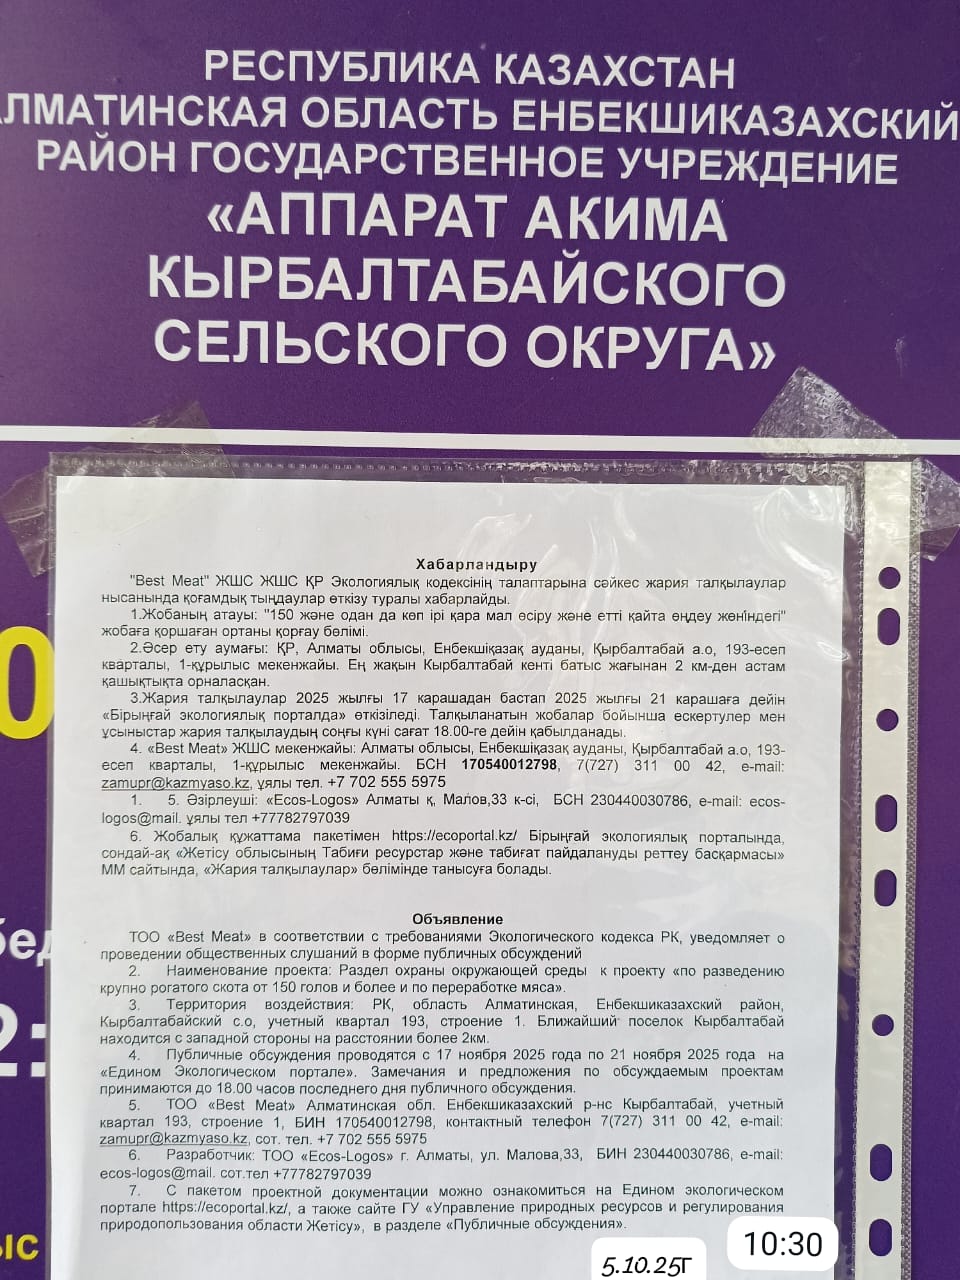 РЕСПУБЛИКА КАЗАХСТАН
АЛМАТИНСКАЯ ОБЛАСТЬ ЕНБЕКШИКАЗАХСКИЙ
РАЙОН ГОСУДАРСТВЕННОЕ УЧРЕЖДЕНИЕ
«АППАРАТ АКИМА
КЫРБАЛТАБАЙСКОГО
СЕЛЬСКОГО ОКРУГА»
Хабарландыру
"Best Meat" ЖШС ЖШС ҚР Экологиялық кодексінің талаптарына сәйкес жария талқылаулар
нысанында қоғамдық тыңдаулар өткізу туралы хабарлайды.
1.Жобаның атауы: "150 және одан да көп ірі қара мал өсіру және етті қайта өңдеу жөніндегі"
жобаға қоршаған ортаны қорғау бөлімі.
2.Әсер ету аумағы: ҚР, Алматы облысы, Енбекшіқазақ ауданы, Қырбалтабай а.о, 193-есеп
кварталы, 1-құрылыс мекенжайы. Ең жақын Кырбалтабай кенті батыс жағынан 2 км-ден астам
қашықтықта орналасқан.
3.Жария талқылаулар 2025 жылғы 17 карашадан бастап 2025 жылғы 21 карашаға дейін
«Бірыңғай экологиялық порталда» өткізіледі. Талқыланатын жобалар бойынша ескертулер мен
ұсыныстар жария талқылаудың соңғы күні сағат 18.00-ге дейін қабылданады.
4. «Best Meat» ЖШС мекенжайы: Алматы облысы, Енбекшіқазақ ауданы, Қырбалтабай а.о, 193-
есеп кварталы, 1-құрылыс мекенжайы. БСН 170540012798, 7(727) 311 00 42, e-mail:
zamupr@kazmyaso.kz, ұялы тел. +7 702 555 5975
1. 5. Әзірлеуші: «Ecos-Logos» Алматы қ, Малов,33 к-сі, БСН 230440030786, e-mail: ecos-
logos@mail. ұялы тел +77782797039
6. Жобалық құжаттама пакетімен https://ecoportal.kz/ Бірыңғай экологиялық порталында,
сондай-ақ «Жетісу облысының Табиғи ресурстар және табиғат пайдалануды реттеу басқармасы»
ММ сайтында, «Жария талқылаулар» бөлімінде танысуға болады.
Объявление
ТОО «Best Meat» в соответствии с требованиями Экологического кодекса РК, уведомляет о
проведении общественных слушаний в форме публичных обсуждений
2. Наименование проекта: Раздел охраны окружающей среды к проекту «по разведению
крупно рогатого скота от 150 голов и более и по переработке мяса».
3. Территория воздействия: РК, область Алматинская, Енбекшиказахский район,
Кырбалтабайский с.о, учетный квартал 193, строение 1. Ближайший поселок Кырбалтабай
находится с западной стороны на расстоянии более 2км.
4. Публичные обсуждения проводятся с 17 ноября 2025 года по 21 ноября 2025 года на
«Едином Экологическом портале». Замечания и предложения по обсуждаемым проектам
принимаются до 18.00 часов последнего дня публичного обсуждения.
5. ТОО «Best Meat» Алматинская обл. Енбекшиказахский р-нс Кырбалтабай, учетный
квартал 193, строение 1, БИН 170540012798, контактный телефон 7(727) 311 00 42, e-mail:
zamupr@kazmyaso.kz, сот. тел. +7 702 555 5975
6. Разработчик: ТОО «Ecos-Logos» г. Алматы, ул. Малова,33, БИН 230440030786, e-mail:
ecos-logos@mail. сот.тел +77782797039
7. С пакетом проектной документации можно ознакомиться на Едином экологическом
портале https://ecoportal.kz/, а также сайте ГУ «Управление природных ресурсов и регулирования
природопользования области Жетісу», в разделе «Публичные обсуждения».
5.10.25г
10:30